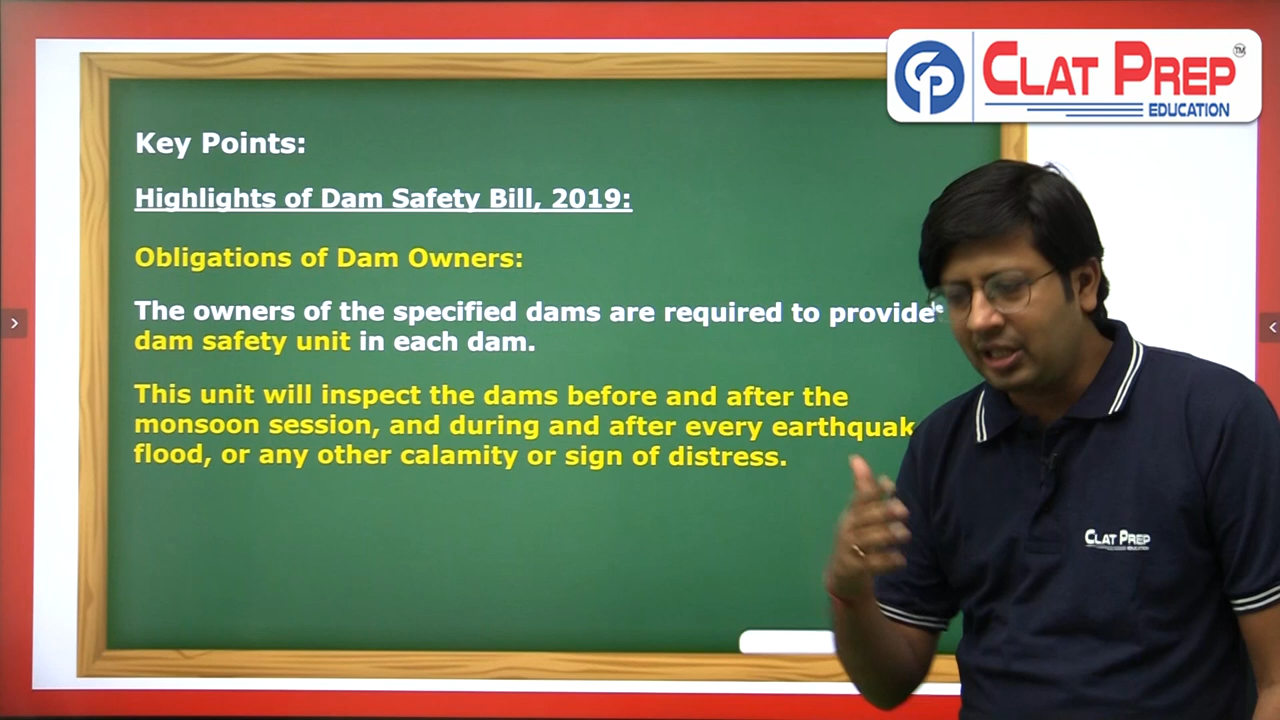 CLAT PREP
TM
EDUCATION
Key Points:
Highlights of Dam Safety Bill, 2019:
Obligations of Dam Owners:
The owners of the specified dams are required to provide
dam safety unit in each dam.
This unit will inspect the dams before and after the
monsoon session, and during and after every earthquak
flood, or any other calamity or sign of distress.
CLAT PREP
EDUCATION